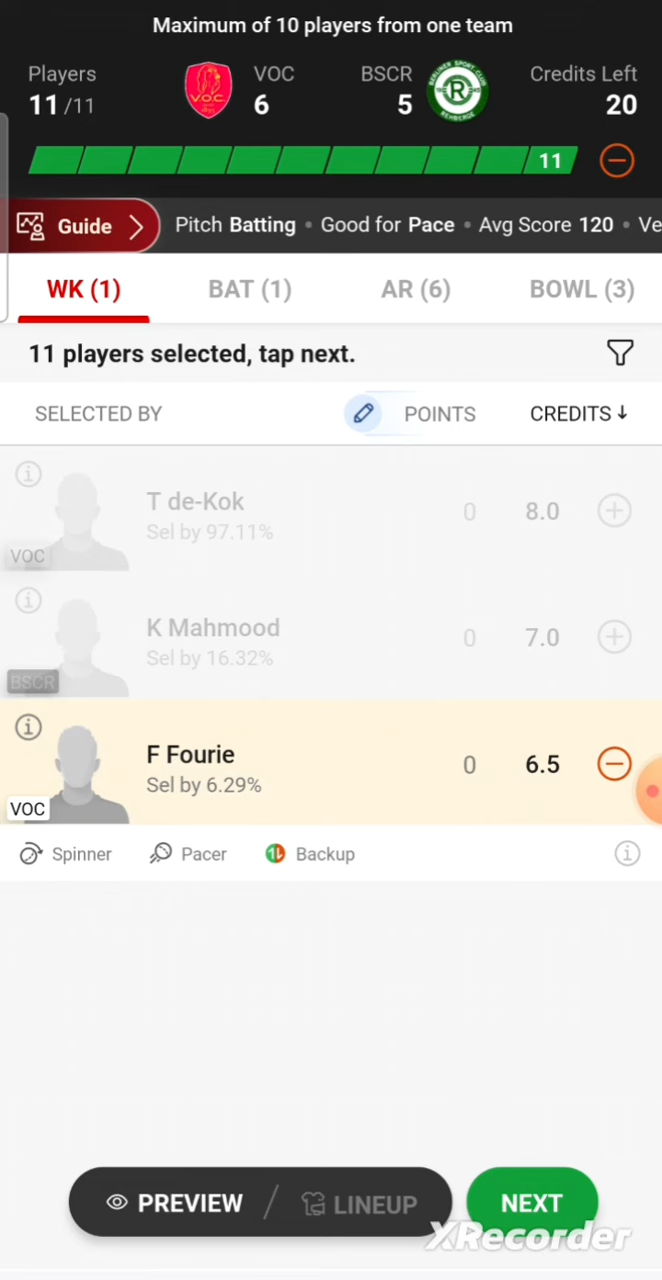 Maximum of 10 players from one team
Players VOC BSCR Credits Left
11 /11 6 5 20
11
Guide Pitch Batting • Good for Pace • Avg Score 120 • Ve
WK (1) BAT (1) AR (6) BOWL (3)
11 players selected, tap next.
SELECTED BY POINTS CREDITS ↓
T de-Kok
Sel by 97.11%
0 8.0
VOC
K Mahmood
Sel by 16.32%
0 7.0
BSCR
F Fourie
Sel by 6.29%
0 6.5
VOC
Spinner Pacer Backup
PREVIEW / LINEUP NEXT
XRecorder